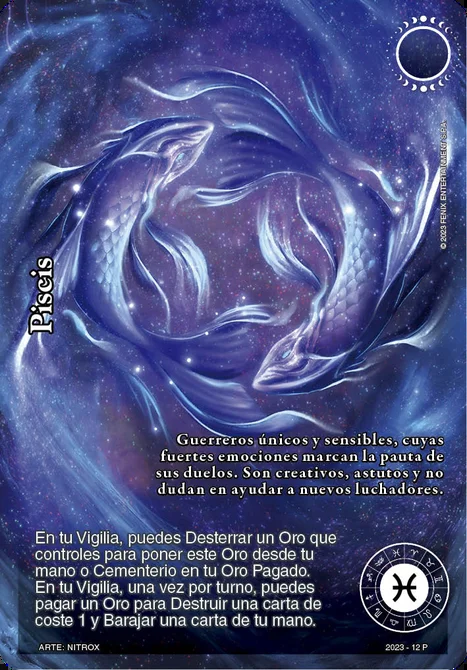 © 2023 FENIX ENTERTAINMENT SPA.
Piscis
Guerreros únicos y sensibles, cuyas
fuertes emociones marcan la pauta de
sus duelos. Son creativos, astutos y no
dudan en ayudar a nuevos luchadores.
En tu Vigilia, puedes Desterrar un Oro que
controles para poner este Oro desde tu
mano o Cementerio en tu Oro Pagado.
En tu Vigilia, una vez por turno, puedes
pagar un Oro para Destruir una carta de
coste 1 y Barajar una carta de tu mano.
ARTE: NITROX
2023 - 12 P